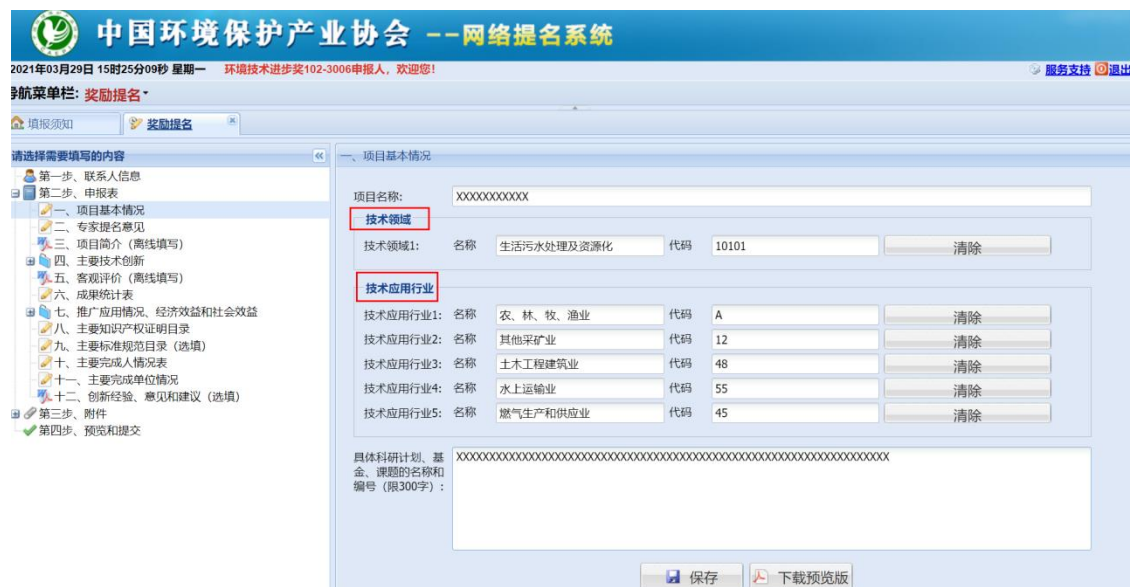 中国环境保护产业协会 --网络提名系统
2021年03月29日 15时25分09秒 星期一 环境技术进步奖102-3006申报人，欢迎您！ 服务支持 退出
导航菜单栏: 奖励提名
填报须知 奖励提名
请选择需要填写的内容
第一步、联系人信息
第二步、申报表
一、项目基本情况
二、专家提名意见
三、项目简介（离线填写）
四、主要技术创新
五、客观评价（离线填写）
六、成果统计表
七、推广应用情况、经济效益和社会效益
八、主要知识产权证明目录
九、主要标准规范目录（选填）
十、主要完成人情况表
十一、主要完成单位情况
十二、创新经验、意见和建议（选填）
第三步、附件
第四步、预览和提交
一、项目基本情况
项目名称: XXXXXXXXXXX
技术领域
技术领域1: 名称 生活污水处理及资源化 代码 10101 清除
技术应用行业
技术应用行业1: 名称 农、林、牧、渔业 代码 A 清除
技术应用行业2: 名称 其他采矿业 代码 12 清除
技术应用行业3: 名称 土木工程建筑业 代码 48 清除
技术应用行业4: 名称 水上运输业 代码 55 清除
技术应用行业5: 名称 燃气生产和供应业 代码 45 清除
具体科研计划、基 XXXXXXXXXXXXXXXXXXXXXXXXXXXXXXXXXXXXXXXXXXXXXXXXXXXXXXXXXXXXXXXXXX
金、课题的名称和
编号（限300字）:
保存 下载预览版